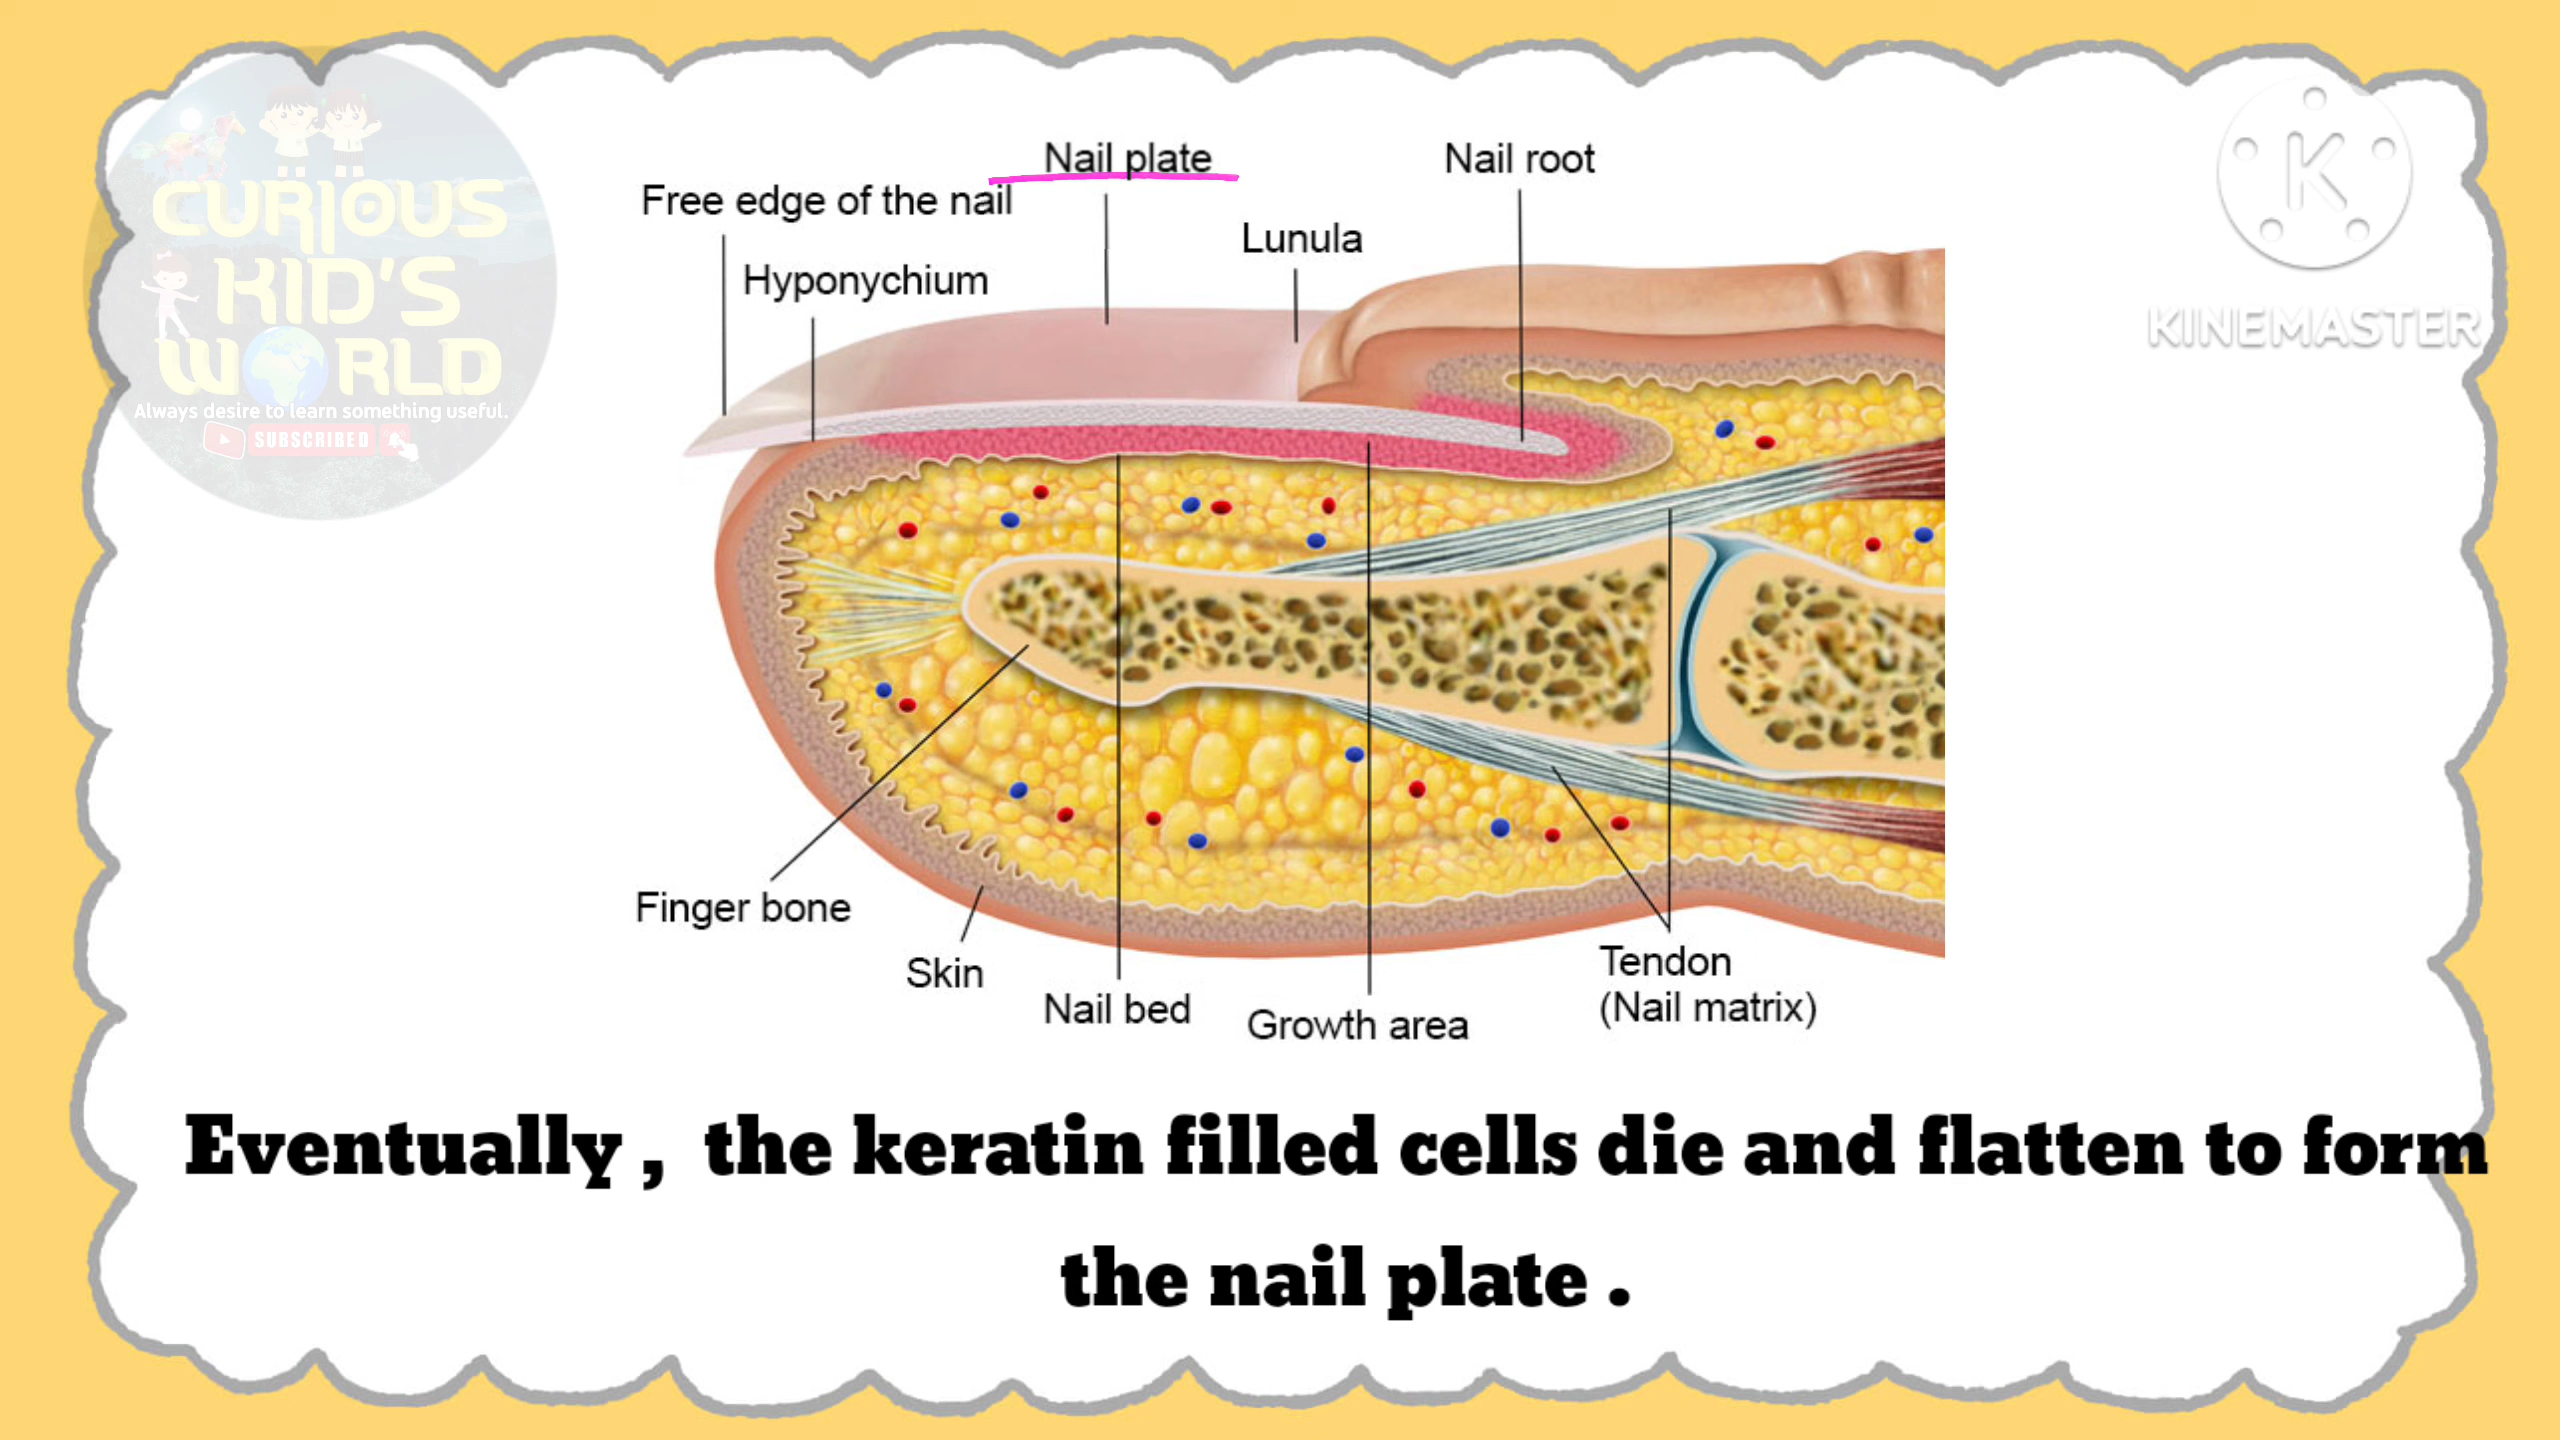 CURIOUS
KID'S
WORLD
Always desire to learn something useful.
SUBSCRIBED
K
KINEMASTER
Nail plate
Nail root
Free edge of the nail
Lunula
Hyponychium
Finger bone
Skin
Nail bed
Growth area
Tendon
(Nail matrix)
Eventually , the keratin filled cells die and flatten to form
the nail plate .